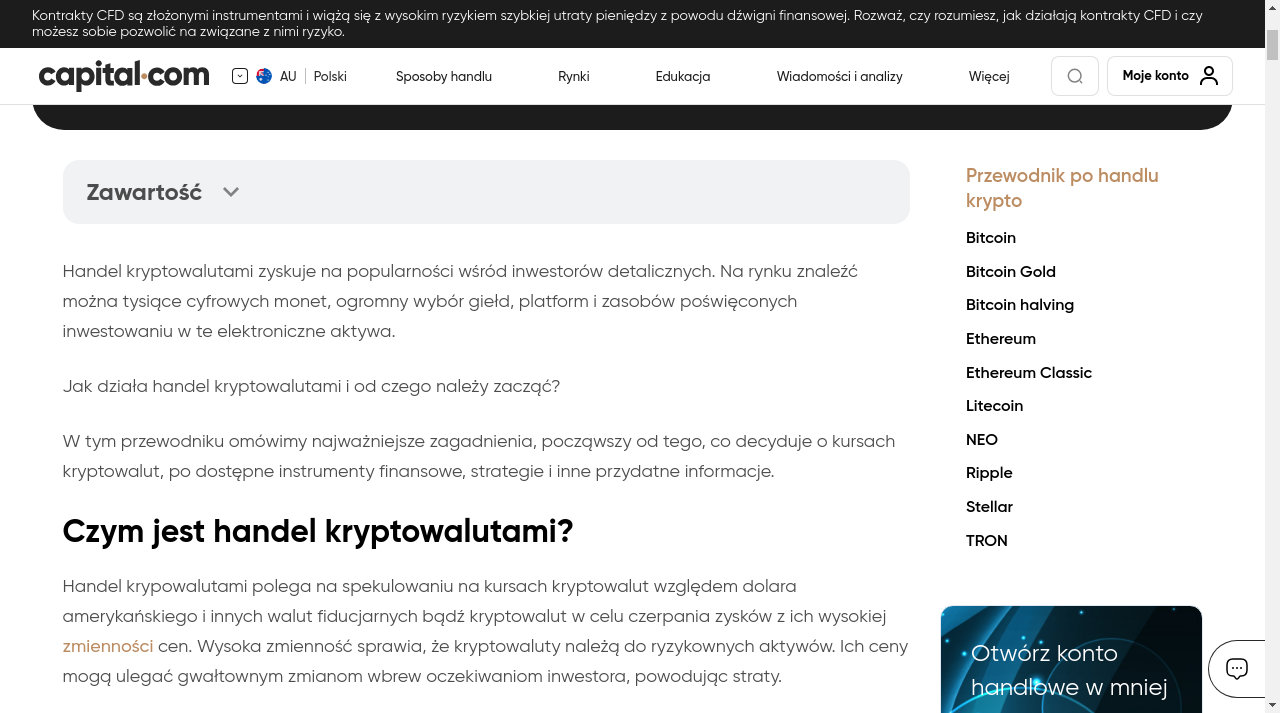 Kontrakty CFD są złożonymi instrumentami i wiążą się z wysokim ryzykiem szybkiej utraty pieniędzy z powodu dźwigni finansowej. Rozważ, czy rozumiesz, jak działają kontrakty CFD i czy
możesz sobie pozwolić na związane z nimi ryzyko.
capital.com
AU
Polski
Sposoby handlu
Rynki
Edukacja
Wiadomości i analizy
Więcej
Moje konto
Zawartość
Handel kryptowalutami zyskuje na popularności wśród inwestorów detalicznych. Na rynku znaleźć
można tysiące cyfrowych monet, ogromny wybór giełd, platform i zasobów poświęconych
inwestowaniu w te elektroniczne aktywa.
Jak działa handel kryptowalutami i od czego należy zacząć?
W tym przewodniku omówimy najważniejsze zagadnienia, począwszy od tego, co decyduje o kursach
kryptowalut, po dostępne instrumenty finansowe, strategie i inne przydatne informacje.
Czym jest handel kryptowalutami?
Handel krypowalutami polega na spekulowaniu na kursach kryptowalut względem dolara
amerykańskiego i innych walut fiducjarnych bądź kryptowalut w celu czerpania zysków z ich wysokiej
zmienności cen. Wysoka zmienność sprawia, że kryptowaluty należą do ryzykownych aktywów. Ich ceny
mogą ulegać gwałtownym zmianom wbrew oczekiwaniom inwestora, powodując straty.
Przewodnik po handlu
krypto
Bitcoin
Bitcoin Gold
Bitcoin halving
Ethereum
Ethereum Classic
Litecoin
NEO
Ripple
Stellar
TRON
Otwórz konto
handlowe w mniej